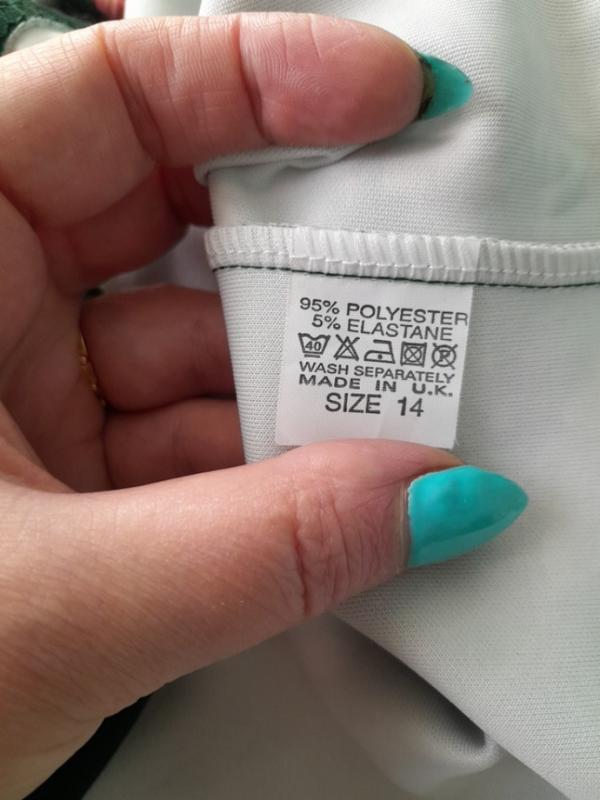 95% POLYESTER
5% ELASTANE
40
WASH SEPARATELY
MADE IN U.K.
SIZE 14